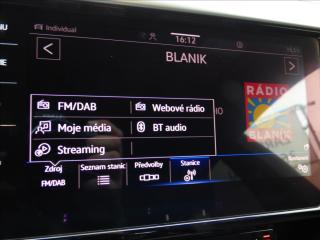 Individual
16:12
BLANIK
RÁDIO
BLANÍK
FM/DAB
Webové rádio
Moje média
BT audio
Streaming
Zdroj
FM/DAB
Seznam stanic
Předvolby
Stanice